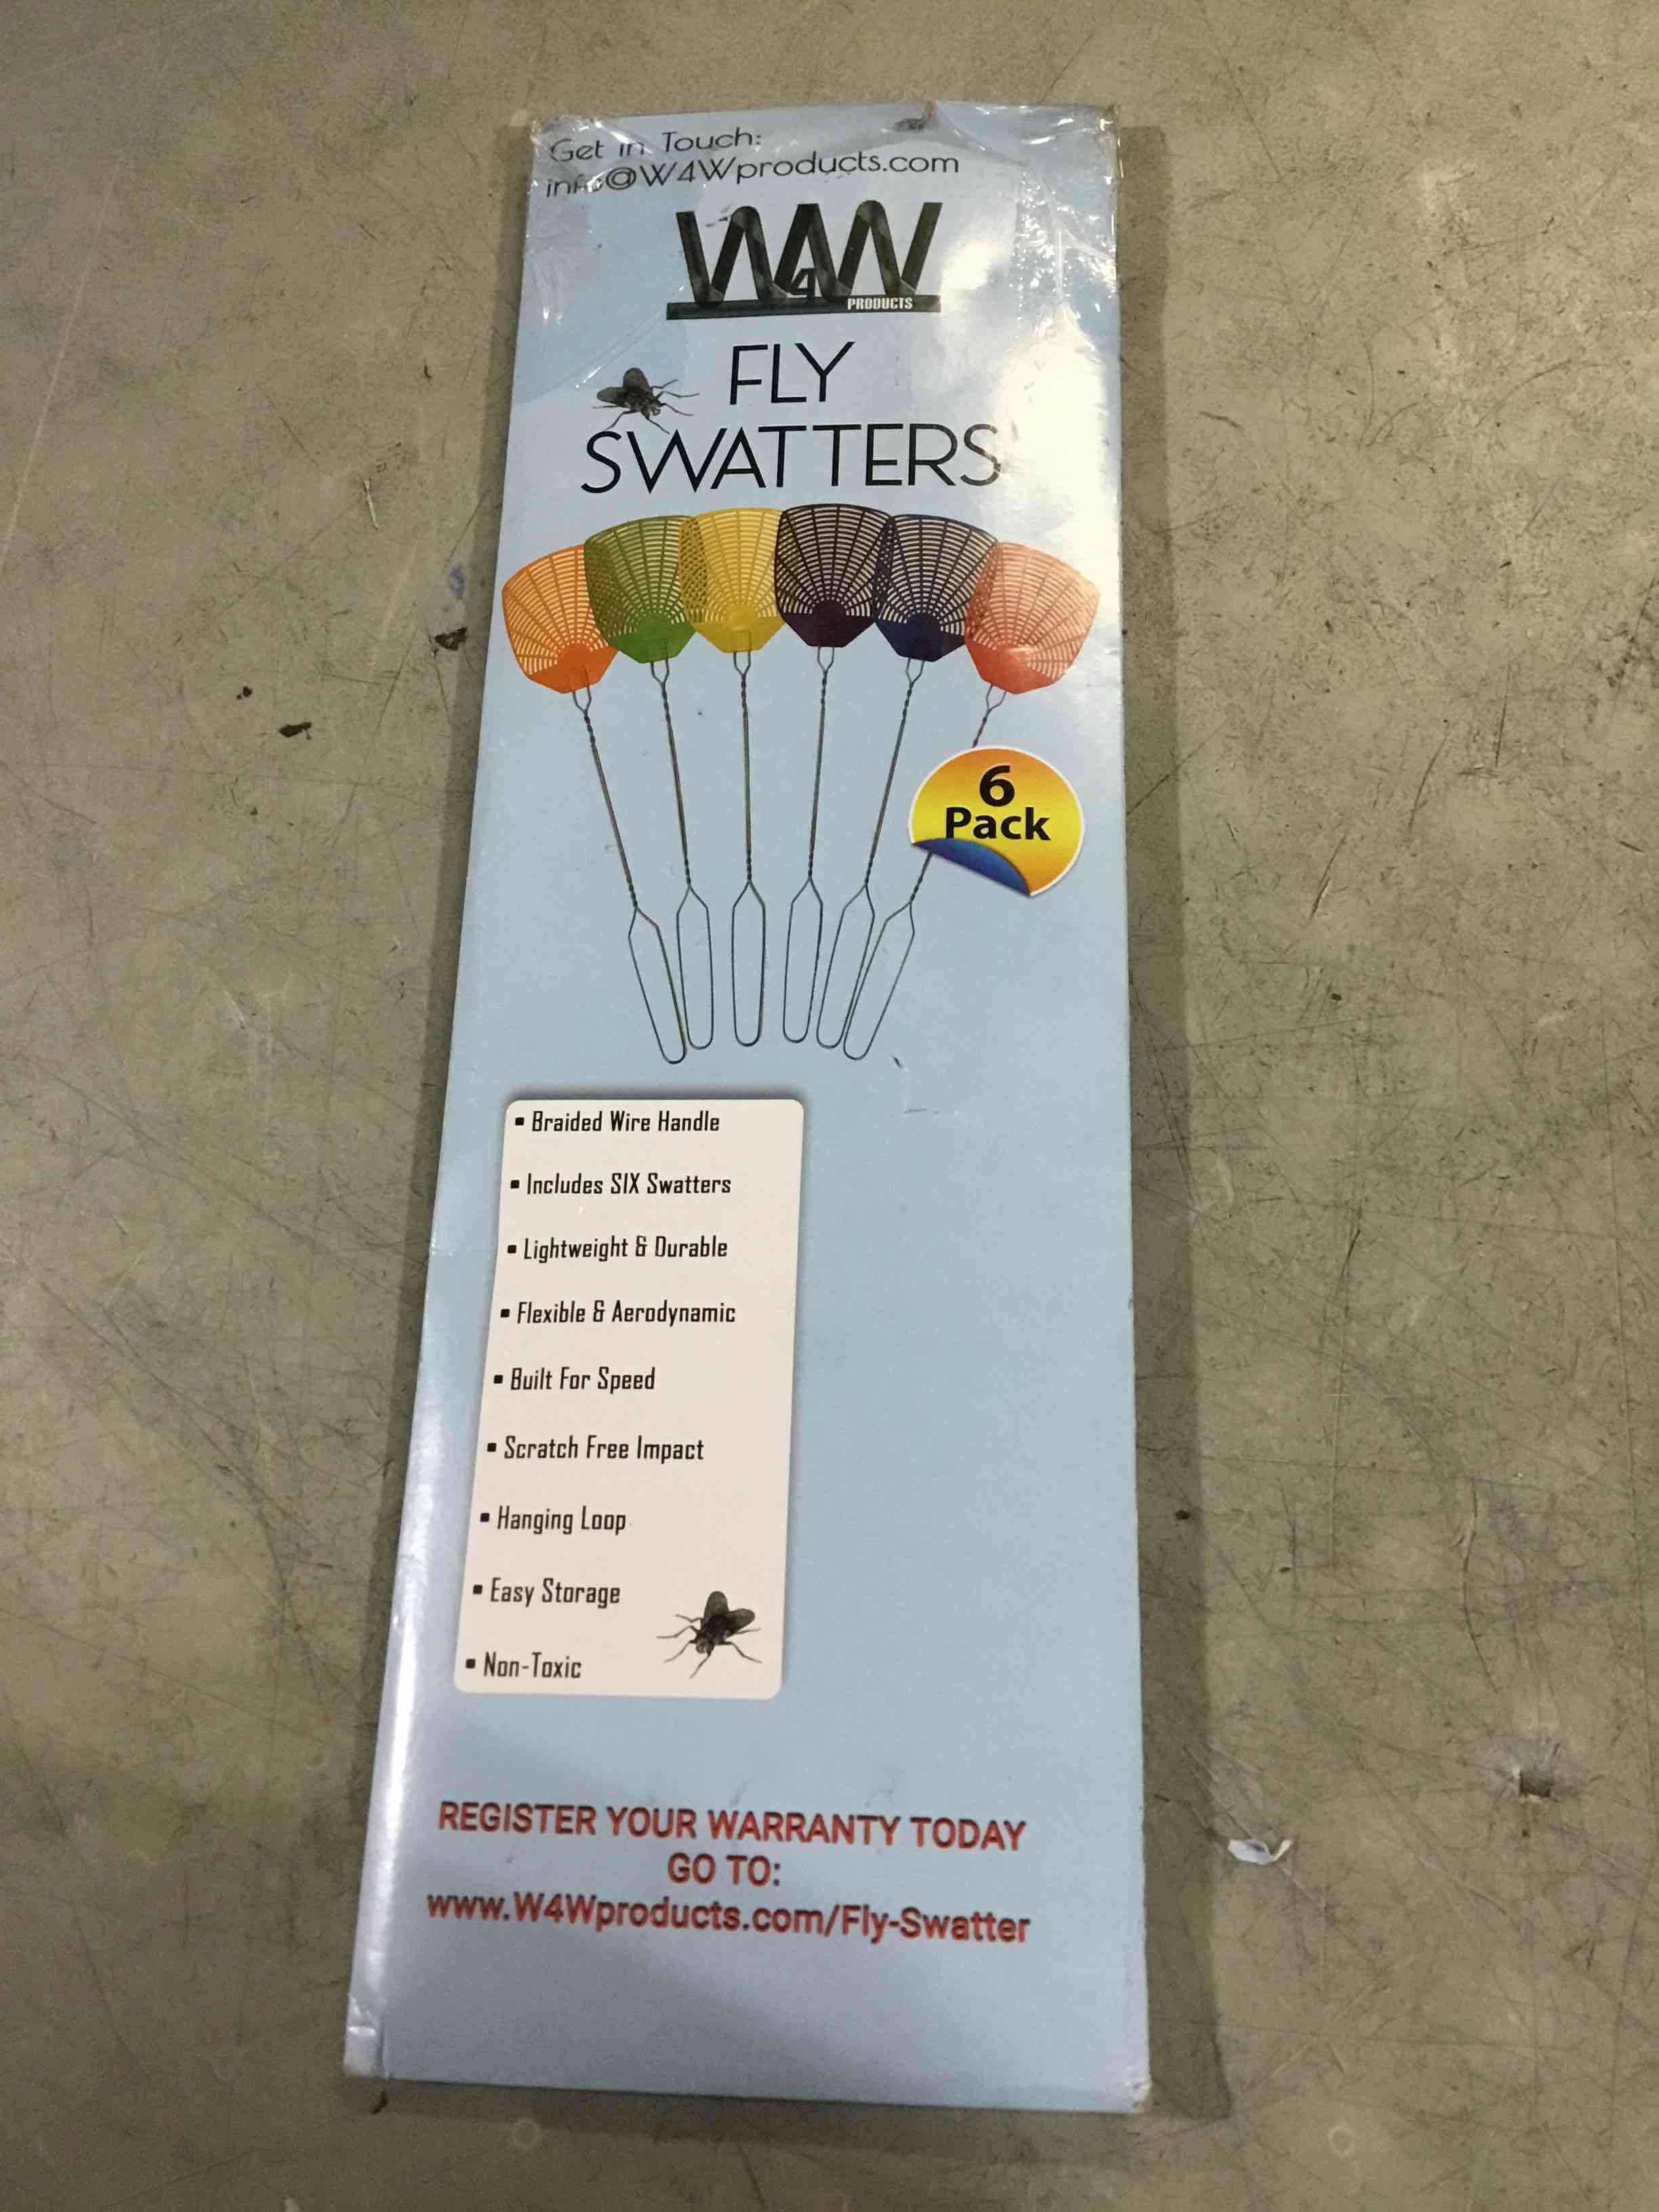 Get in Touch:
info@W4Wproducts.com
W4W
PRODUCTS
FLY
SWATTERS
6
Pack
▪ Braided Wire Handle
▪ Includes SIX Swatters
▪ Lightweight & Durable
▪ Flexible & Aerodynamic
▪ Built For Speed
▪ Scratch Free Impact
▪ Hanging Loop
▪ Easy Storage
▪ Non-Toxic
REGISTER YOUR WARRANTY TODAY
GO TO:
www.W4Wproducts.com/Fly-Swatter